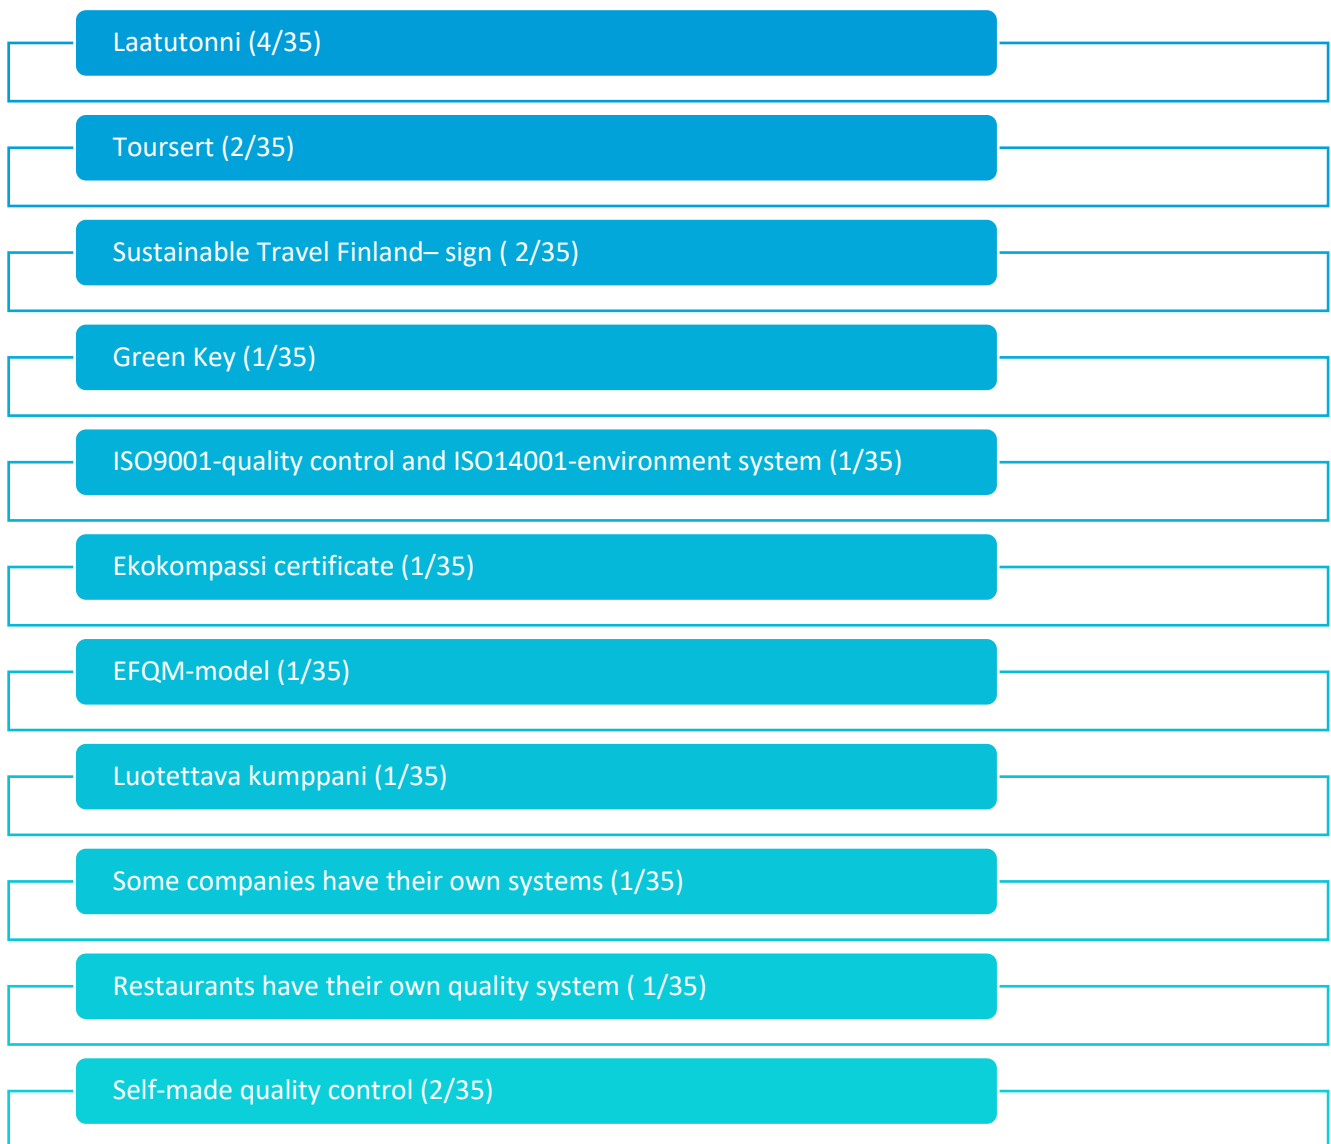 Laatutonni (4/35)
Toursert (2/35)
Sustainable Travel Finland– sign ( 2/35)
Green Key (1/35)
ISO9001-quality control and ISO14001-environment system (1/35)
Ekokompassi certificate (1/35)
EFQM-model (1/35)
Luotettava kumppani (1/35)
Some companies have their own systems (1/35)
Restaurants have their own quality system ( 1/35)
Self-made quality control (2/35)